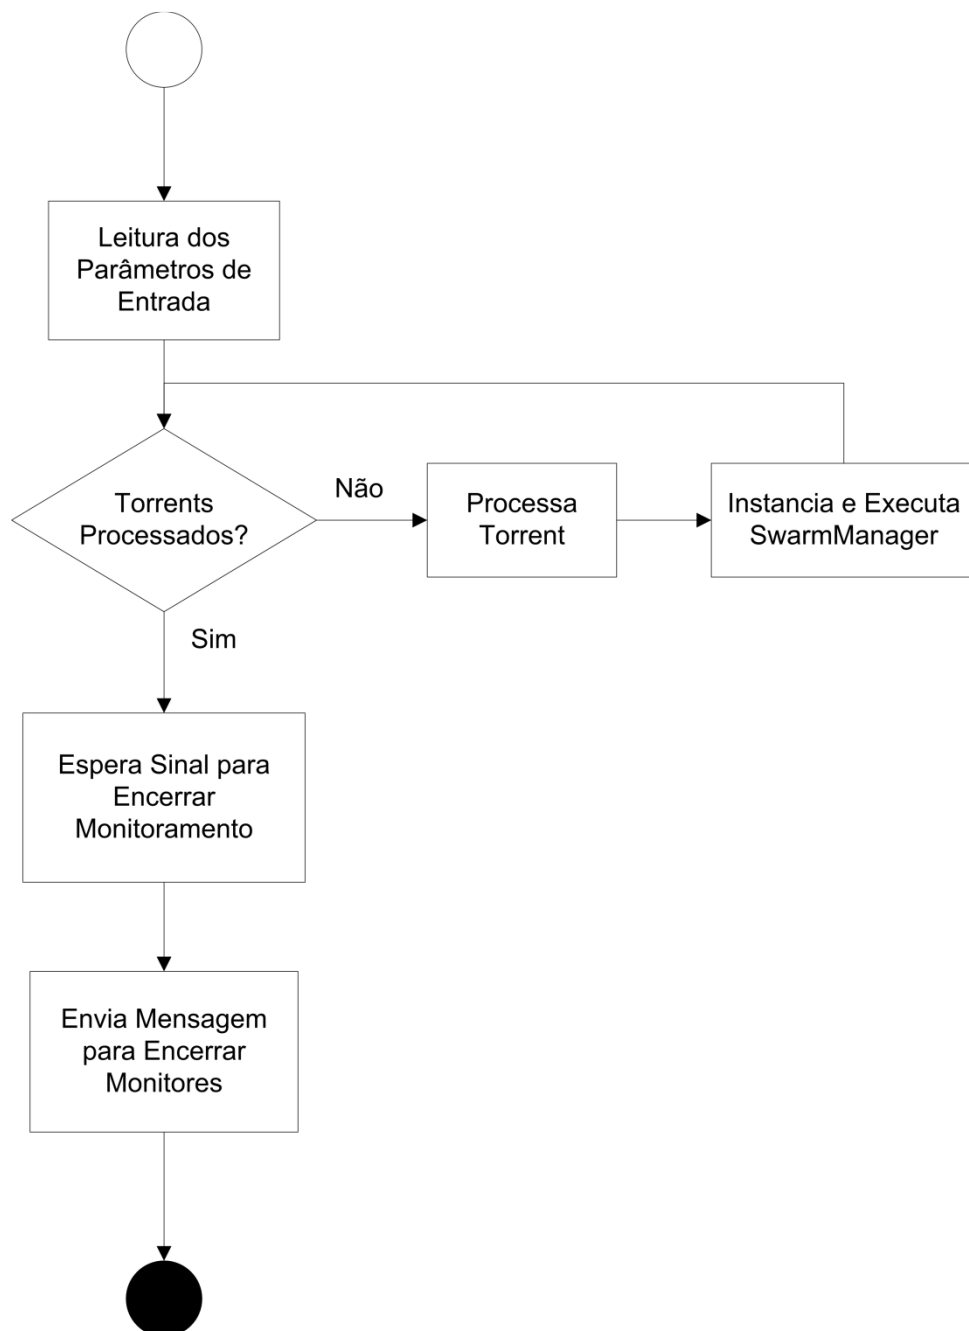 Leitura dos
Parâmetros de
Entrada
Torrents
Processados?
Não
Processa
Torrent
Instancia e Executa
SwarmManager
Sim
Espera Sinal para
Encerrar
Monitoramento
Envia Mensagem
para Encerrar
Monitores